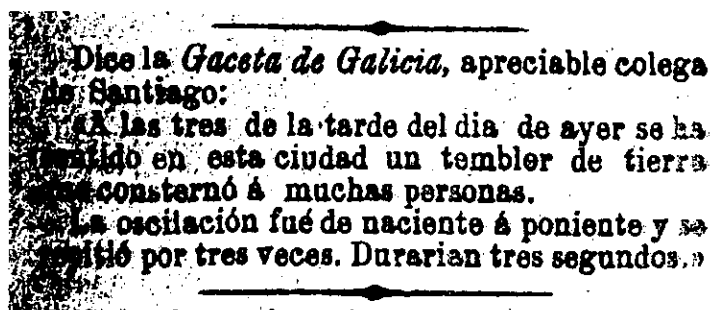 Dice la Gaceta de Galicia, apreciable colega
de Santiago:
«A las tres de la tarde del dia de ayer se ha
sentido en esta ciudad un temblor de tierra
que consternó á muchas personas.
La oscilación fué de naciente á poniente y se
repitió por tres veces. Durarian tres segundos.»